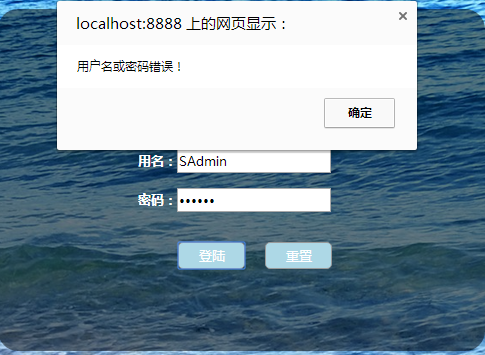 localhost:8888 上的网页显示：
用户名或密码错误！
确定
用名：SAdmin
密码：••••••
登陆 重置